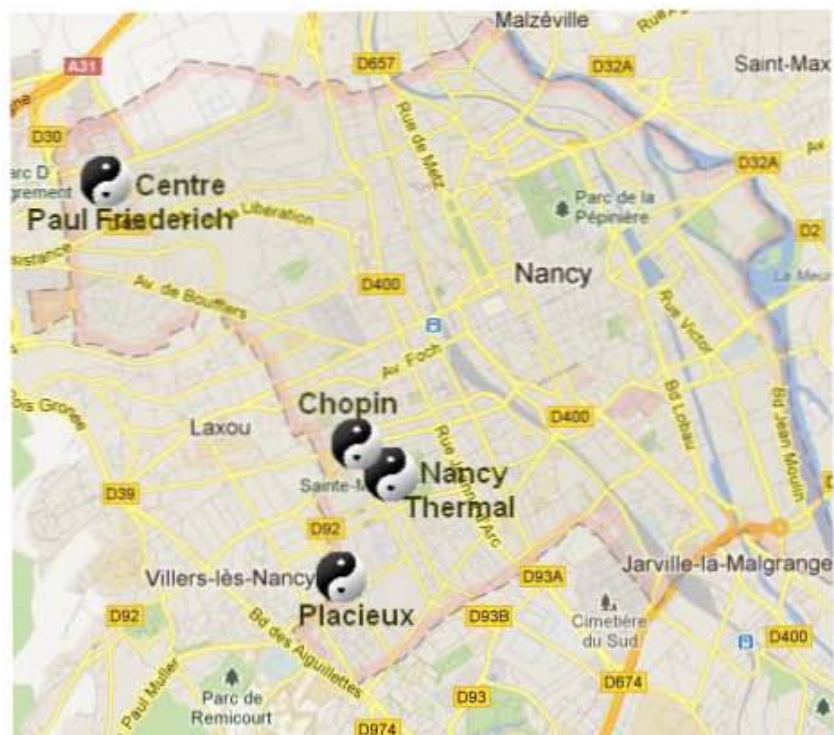 Malzéville
A31
D657
D32A
Saint-Max
D30
Rue de Metz
D32A
Av.
Centre
Paul Friederich
Libération
Parc de la
Pépinière
D2
Av. de Boufflers
D400
Nancy
Rue Victor
Av. Foch
Chopin
Laxou
D400
Bd Lobau
Bd Jean Moulin
Nancy
Thermal
D39
D92
Villers-lès-Nancy
Placieux
D93A
Jarville-la-Malgrange
D92
Bd des Aiguillettes
D93B
Cimetière
du Sud
D400
Paul Muller
Parc de
Remicourt
D93
D674
D974